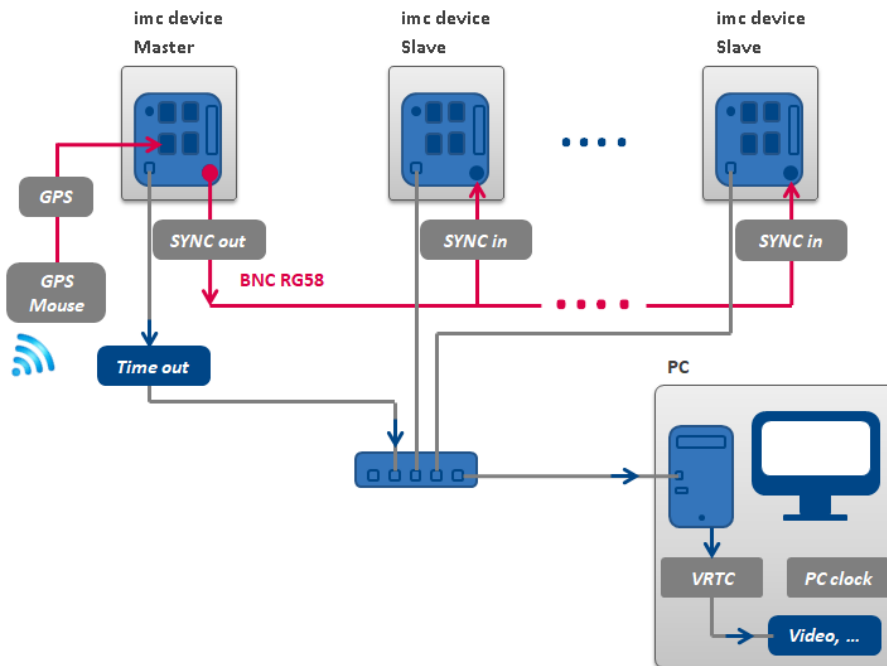 imc device
Master
imc device
Slave
imc device
Slave
GPS
SYNC out
SYNC in
SYNC in
GPS
Mouse
BNC RG58
Time out
PC
VRTC
PC clock
Video, ...